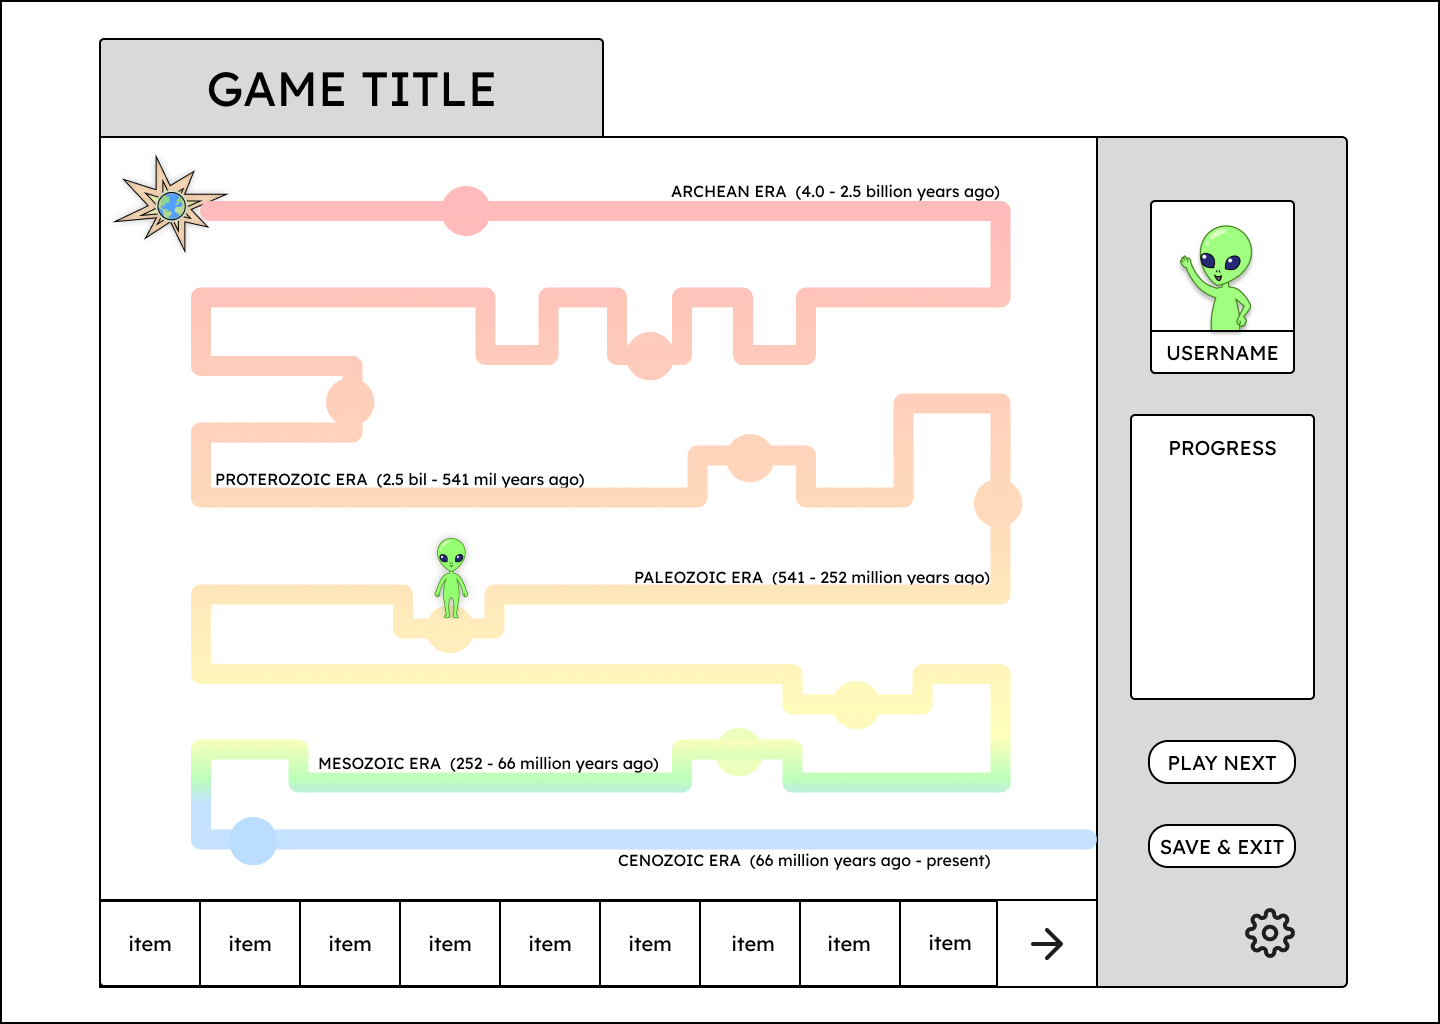 GAME TITLE
ARCHEAN ERA (4.0 - 2.5 billion years ago)
PROTEROZOIC ERA (2.5 bil - 541 mil years ago)
PALEOZOIC ERA (541 - 252 million years ago)
MESOZOIC ERA (252 - 66 million years ago)
CENOZOIC ERA (66 million years ago - present)
item
item
item
item
item
item
item
item
item
USERNAME
PROGRESS
PLAY NEXT
SAVE & EXIT